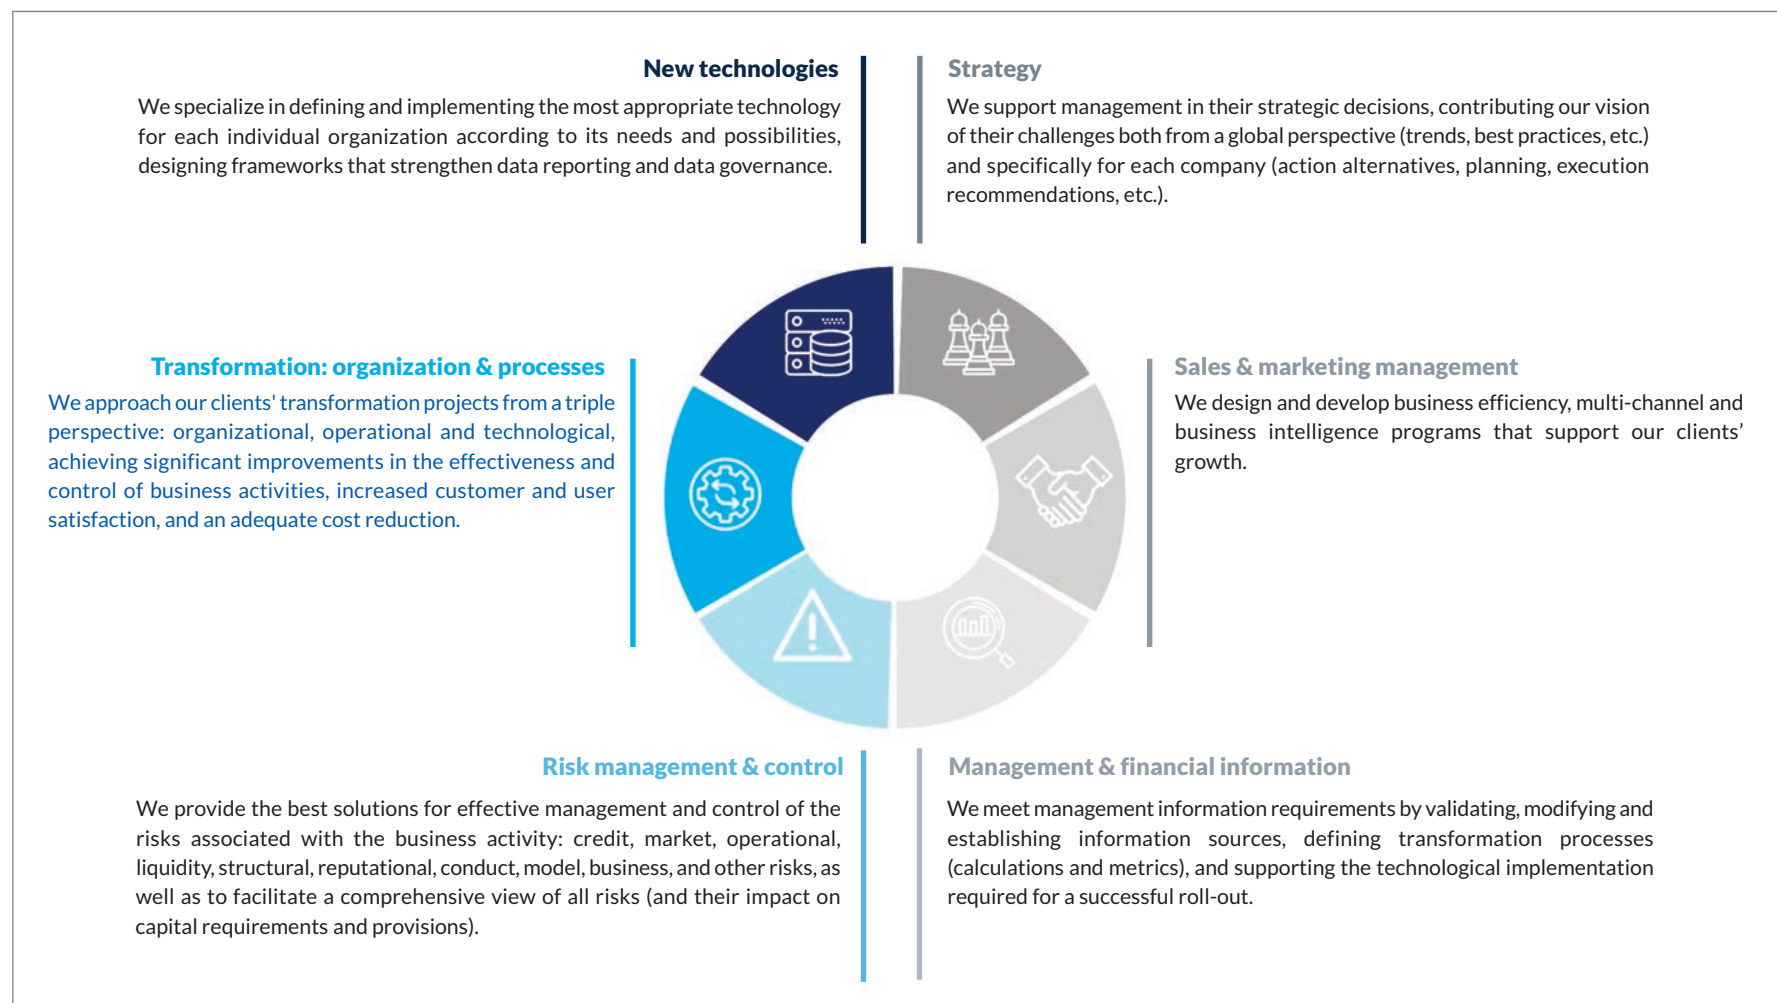 New technologies
We specialize in defining and implementing the most appropriate technology
for each individual organization according to its needs and possibilities,
designing frameworks that strengthen data reporting and data governance.
Strategy
We support management in their strategic decisions, contributing our vision
of their challenges both from a global perspective (trends, best practices, etc.)
and specifically for each company (action alternatives, planning, execution
recommendations, etc.).
Transformation: organization & processes
We approach our clients' transformation projects from a triple
perspective: organizational, operational and technological,
achieving significant improvements in the effectiveness and
control of business activities, increased customer and user
satisfaction, and an adequate cost reduction.
Sales & marketing management
We design and develop business efficiency, multi-channel and
business intelligence programs that support our clients’
growth.
Risk management & control
We provide the best solutions for effective management and control of the
risks associated with the business activity: credit, market, operational,
liquidity, structural, reputational, conduct, model, business, and other risks, as
well as to facilitate a comprehensive view of all risks (and their impact on
capital requirements and provisions).
Management & financial information
We meet management information requirements by validating, modifying and
establishing information sources, defining transformation processes
(calculations and metrics), and supporting the technological implementation
required for a successful roll-out.